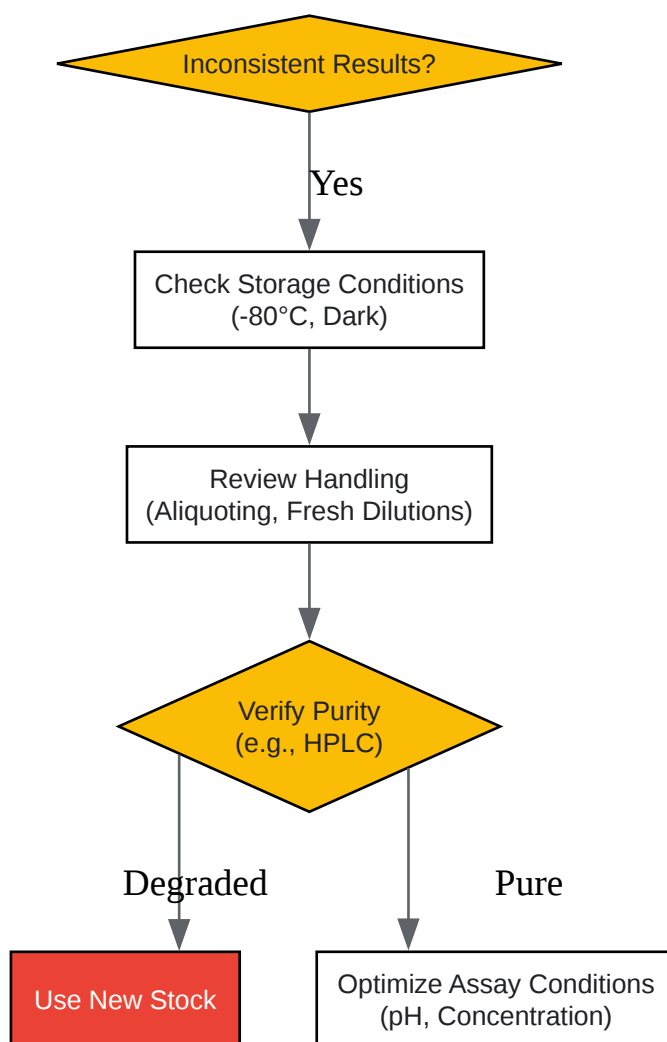 Inconsistent Results?
Yes
Check Storage Conditions
(-80°C, Dark)
Review Handling
(Aliquoting, Fresh Dilutions)
Verify Purity
(e.g., HPLC)
Degraded
Pure
Use New Stock
Optimize Assay Conditions
(pH, Concentration)